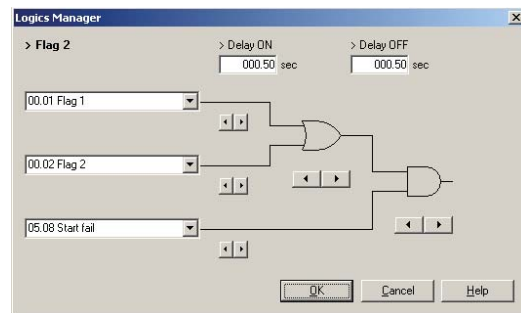 Logics Manager
> Flag 2
> Delay ON
> Delay OFF
000.50 sec
000.50 sec
00.01 Flag 1
00.02 Flag 2
05.08 Start fail
OK
Cancel
Help